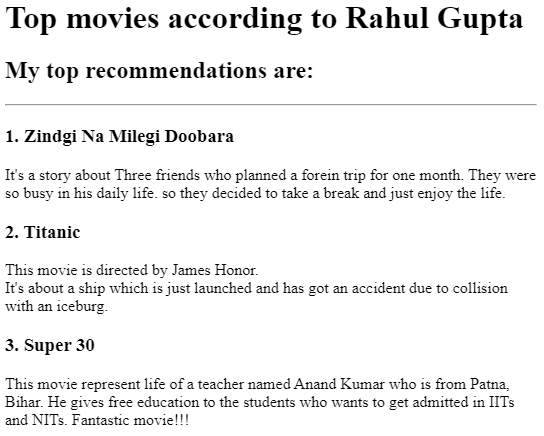 Top movies according to Rahul Gupta
My top recommendations are:
1. Zindgi Na Milegi Doobara
It's a story about Three friends who planned a forein trip for one month. They were
so busy in his daily life. so they decided to take a break and just enjoy the life.
2. Titanic
This movie is directed by James Honor.
It's about a ship which is just launched and has got an accident due to collision
with an iceburg.
3. Super 30
This movie represent life of a teacher named Anand Kumar who is from Patna,
Bihar. He gives free education to the students who wants to get admitted in IITs
and NITs. Fantastic movie!!!